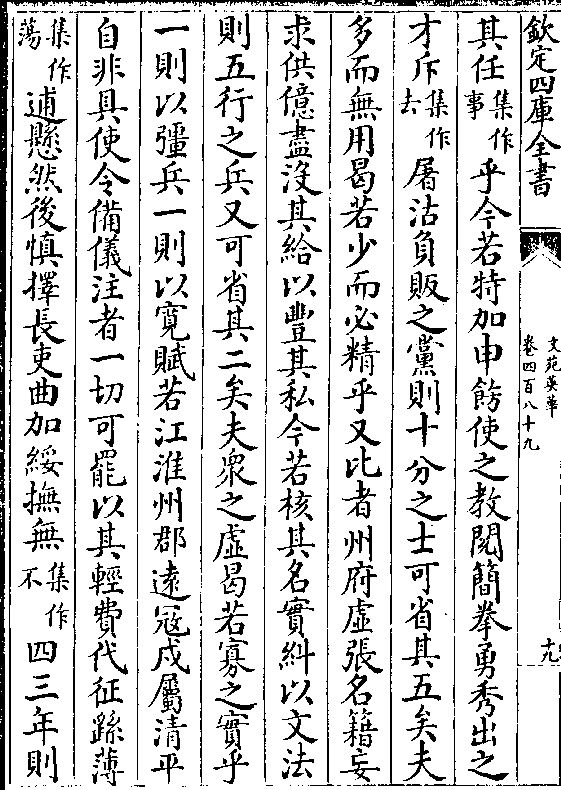 欽定四庫全書
文苑英華
卷四百八十九
十九
其任集作事乎今若特加申飭使之教閱簡拳勇秀出之
才斥集作去屠沽負販之黨則十分之士可省其五矣夫
多而無用曷若少而必精乎又比者州府虛張名籍妄
求供億盡沒其給以豐其私今若核其名實糾以文法
則五行之兵又可省其二矣夫衆之虛曷若寡之實乎
一則以彊兵一則以寛賦若江淮州郡逺冦戍屬清平
自非具使令備儀注者一切可罷以其輕費代征賦薄
集作蕩逋懸然後慎擇長吏曲加綏撫無集作不四三年則